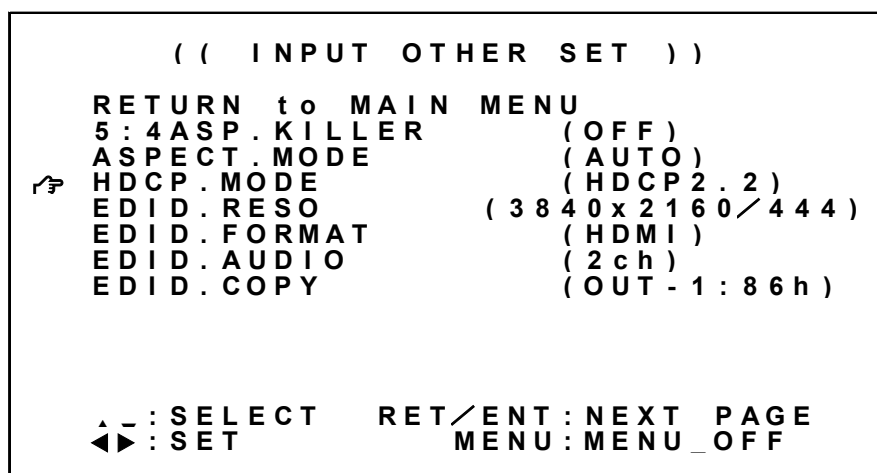 (( INPUT OTHER SET ))
RETURN to MAIN MENU
5:4ASP.KILLER (OFF)
ASPECT.MODE (AUTO)
HDCP.MODE (HDCP2.2)
EDID.RESO (3840x2160/444)
EDID.FORMAT (HDMI)
EDID.AUDIO (2ch)
EDID.COPY (OUT-1:86h)
:SELECT RET/ENT:NEXT PAGE
◀▶:SET MENU:MENU_OFF